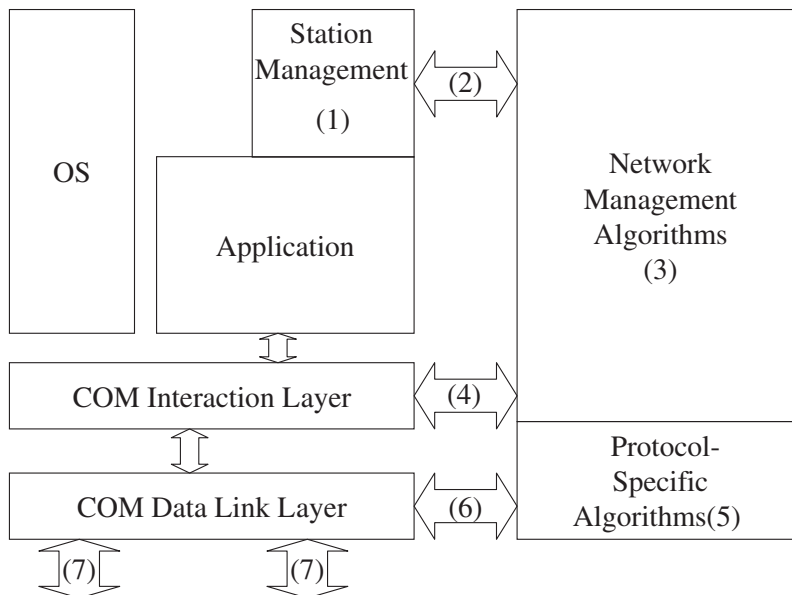 Station
Management
(1)
(2)
OS
Network
Management
Algorithms
(3)
Application
COM Interaction Layer
(4)
Protocol-
Specific
Algorithms(5)
COM Data Link Layer
(6)
(7)
(7)